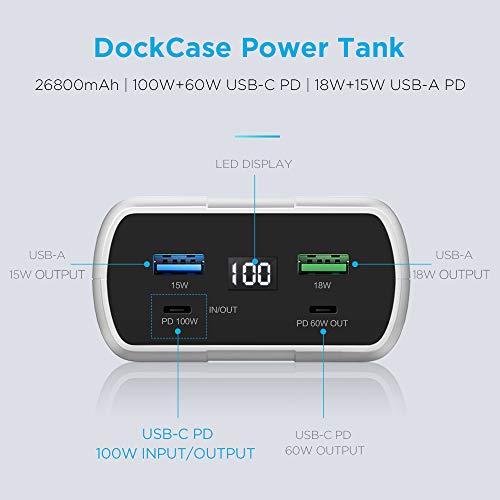 DockCase Power Tank
26800mAh | 100W+60W USB-C PD | 18W+15W USB-A PD
LED DISPLAY
USB-A
15W OUTPUT
USB-A
18W OUTPUT
100
15W
18W
IN/OUT
PD 100W
PD 60W OUT
USB-C PD
100W INPUT/OUTPUT
USB-C PD
60W OUTPUT